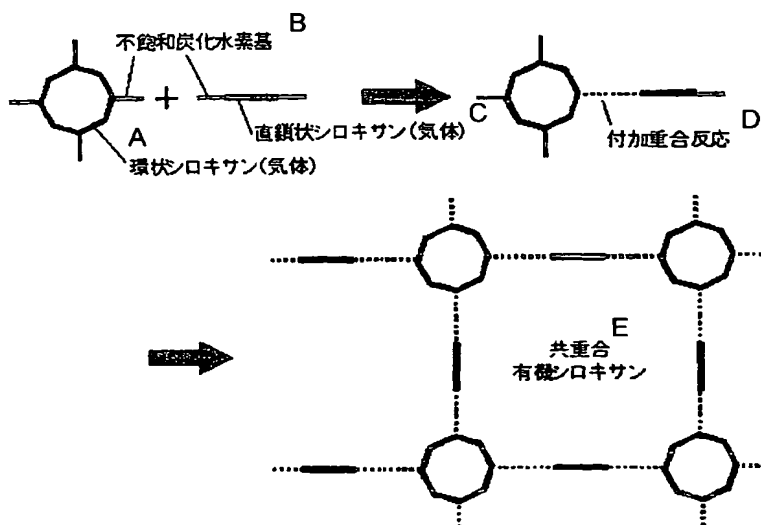 B
不飽和炭化水素基
直鎖状シロキサン(気体)
A
環状シロキサン(気体)
C
付加重合反応
D
E
共重合
有機シロキサン